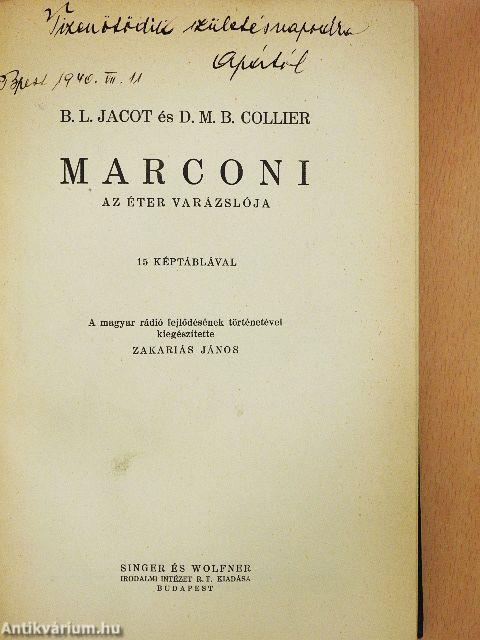 Tizenötödik születésnapodra
Apától
Bpest 1940. III. 11
B. L. JACOT és D. M. B. COLLIER
MARCONI
AZ ÉTER VARÁZSLÓJA
15 KÉPTÁBLÁVAL
A magyar rádió fejlődésének történetével
kiegészítette
ZAKARIÁS JÁNOS
SINGER ÉS WOLFNER
IRODALMI INTÉZET R. T. KIADÁSA
BUDAPEST
Antikvárium.hu